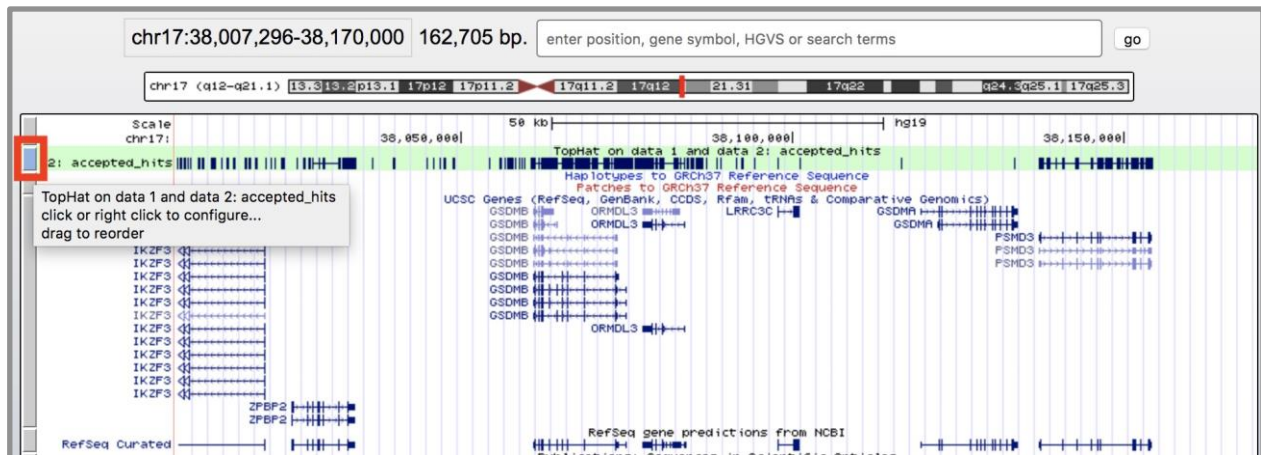 chr17:38,007,296-38,170,000 162,705 bp. enter position, gene symbol, HGVS or search terms go
chr17 (q12-q21.1) 13.3 13.2 p13.1 17p12 17p11.2 17q11.2 17q12 21.31 17q22 q24.3 q25.1 17q25.3
Scale 50 kb hg19
chr17: 38,050,000 38,100,000 38,150,000
TopHat on data 1 and data 2: accepted_hits
2: accepted_hits
Haplotypes to GRCh37 Reference Sequence
Patches to GRCh37 Reference Sequence
TopHat on data 1 and data 2: accepted_hits
click or right click to configure...
drag to reorder
UCSC Genes (RefSeq, GenBank, CCDS, Rfam, tRNAs & Comparative Genomics)
GSDMB ORMDL3 LRRC3C GSDMA
GSDMB ORMDL3 GSDMA
GSDMB PSMD3
IKZF3 GSDMB PSMD3
IKZF3 GSDMB PSMD3
IKZF3 GSDMB
IKZF3 GSDMB
IKZF3 GSDMB
IKZF3 GSDMB
IKZF3 ORMDL3
IKZF3
IKZF3
IKZF3
IKZF3
IKZF3
ZPBP2
ZPBP2
RefSeq gene predictions from NCBI
RefSeq Curated